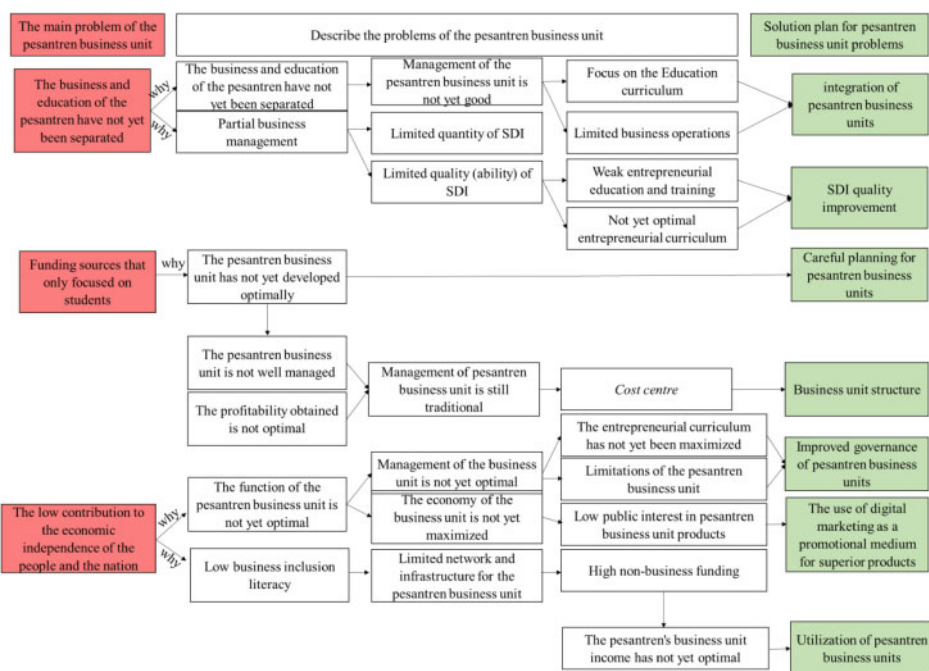 The main problem of the
pesantren business unit
Describe the problems of the pesantren business unit
Solution plan for pesantren
business unit problems
The business and
education of the
pesantren have not yet
been separated
why
why
The business and education
of the pesantren have not
yet been separated
Partial business
management
Management of the
pesantren business unit
is not yet good
Limited quantity of SDI
Limited quality (ability) of
SDI
Focus on the Education
curriculum
Limited business operations
Weak entrepreneurial
education and training
Not yet optimal
entrepreneurial curriculum
integration of
pesantren business
units
SDI quality
improvement
Funding sources that
only focused on
students
why
The pesantren business
unit has not yet developed
optimally
Careful planning for
pesantren business
units
The pesantren business
unit is not well managed
The profitability obtained
is not optimal
Management of pesantren
business unit is still
traditional
Cost centre
Business unit structure
The low contribution to
the economic
independence of the
people and the nation
why
why
The function of the
pesantren business unit is
not yet optimal
Low business inclusion
literacy
Management of the business
unit is not yet optimal
The economy of the
business unit is not yet
maximized
Limited network and
infrastructure for the
pesantren business unit
The entrepreneurial curriculum
has not yet been maximized
Limitations of the pesantren
business unit
Low public interest in pesantren
business unit products
High non-business funding
The pesantren's business unit
income has not yet optimal
Improved governance
of pesantren business
units
The use of digital
marketing as a
promotional medium
for superior products
Utilization of pesantren
business units